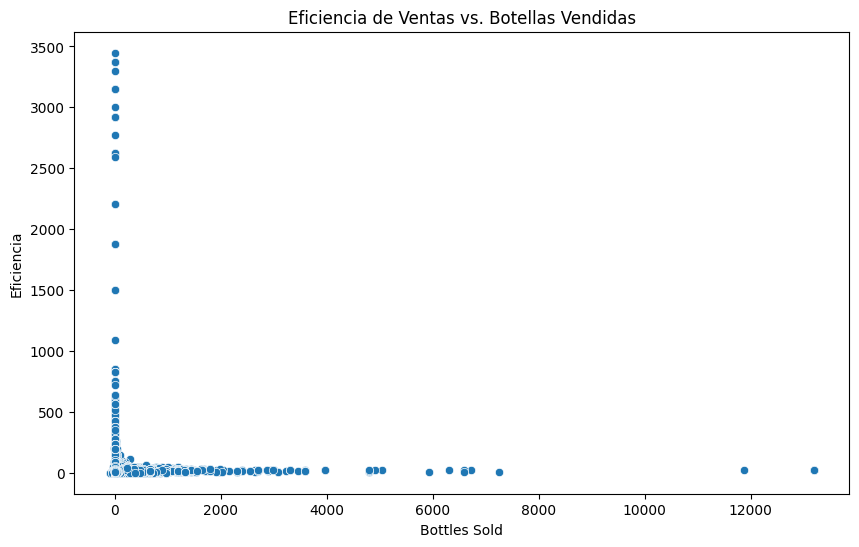 Eficiencia de Ventas vs. Botellas Vendidas
3500
3000
2500
2000
1500
1000
500
0
Eficiencia
0 2000 4000 6000 8000 10000 12000
Bottles Sold